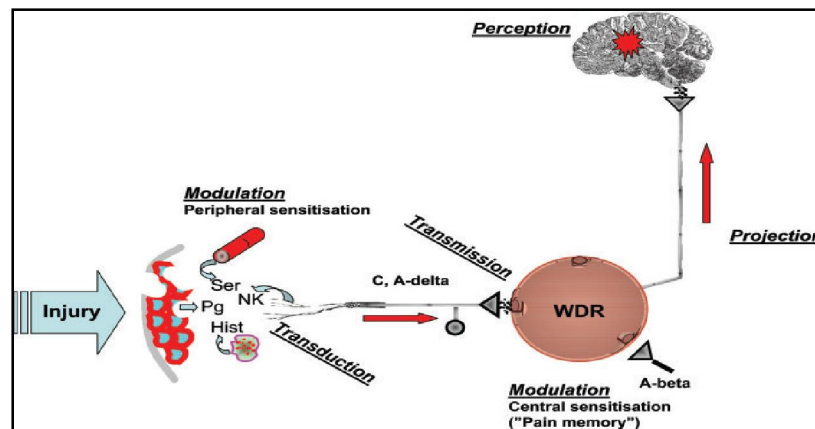 Perception
Modulation
Peripheral sensitisation
Transmission
Projection
C, A-delta
Ser
NK
Injury
Pg
WDR
Hist
Transduction
A-beta
Modulation
Central sensitisation
("Pain memory")